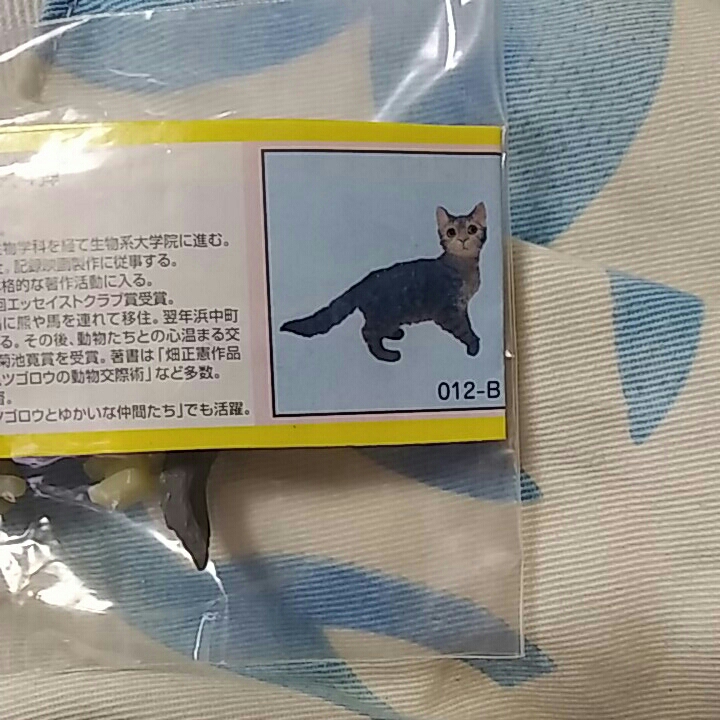 物学科を経て生物系大学院に進む。
。記録映画製作に従事する。
格的な著作活動に入る。
回エッセイストクラブ賞受賞。
に熊や馬を連れて移住。翌年浜中町
る。その後、動物たちとの心温まる交
菊池寛賞を受賞。著書は「畑正憲作品
ムツゴロウの動物交際術」など多数。
ツゴロウとゆかいな仲間たち」でも活躍。
012-B